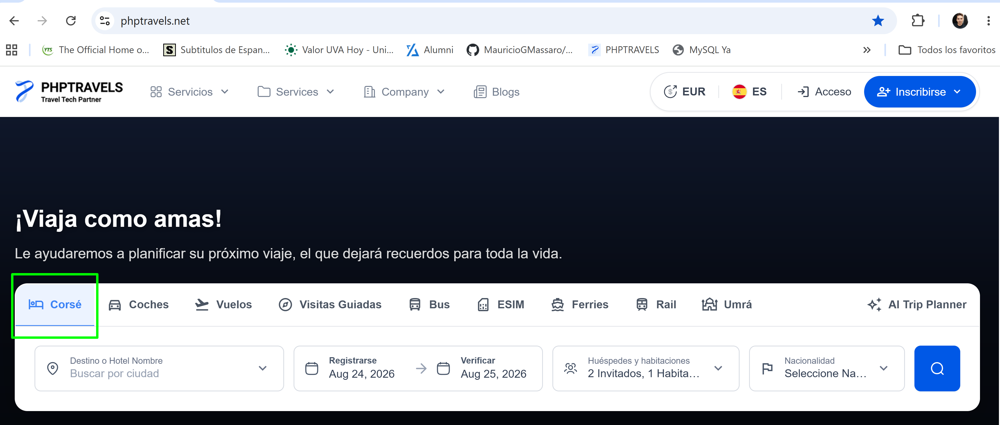 phptravels.net
The Official Home o...
Subtitulos de Espan...
Valor UVA Hoy - Uni...
Alumni
MauricioGMassaro/...
PHPTRAVELS
MySQL Ya
Todos los favoritos
PHPTRAVELS
Travel Tech Partner
Servicios
Services
Company
Blogs
EUR
ES
Acceso
Inscribirse
¡Viaja como amas!
Le ayudaremos a planificar su próximo viaje, el que dejará recuerdos para toda la vida.
Corsé
Coches
Vuelos
Visitas Guiadas
Bus
ESIM
Ferries
Rail
Umrá
AI Trip Planner
Destino o Hotel Nombre
Buscar por ciudad
Registrarse
Aug 24, 2026
Verificar
Aug 25, 2026
Huéspedes y habitaciones
2 Invitados, 1 Habita...
Nacionalidad
Seleccione Na...